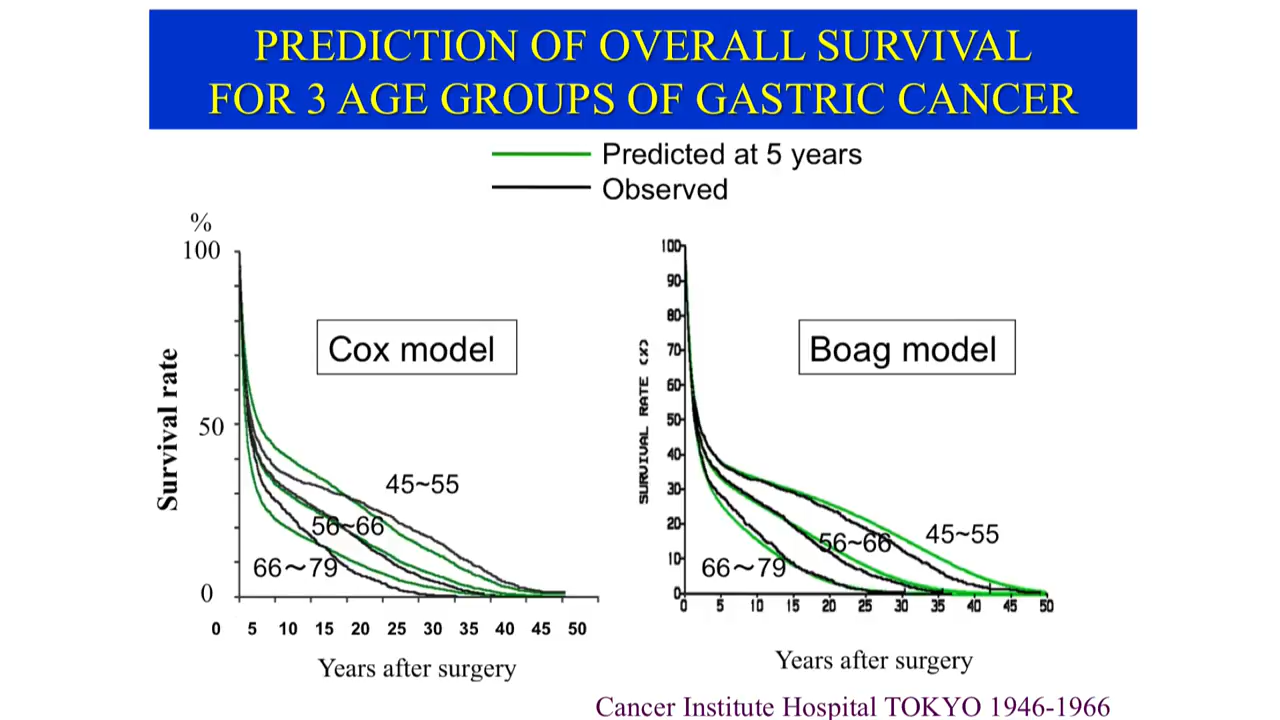 PREDICTION OF OVERALL SURVIVAL
FOR 3 AGE GROUPS OF GASTRIC CANCER
Predicted at 5 years
Observed
%
100
50
0
Survival rate
Cox model
45~55
56~66
66～79
0 5 10 15 20 25 30 35 40 45 50
Years after surgery
100
90
80
70
60
50
40
30
20
10
0
SURVIVAL RATE (%)
Boag model
45~55
56~66
66～79
0 5 10 15 20 25 30 35 40 45 50
Years after surgery
Cancer Institute Hospital TOKYO 1946-1966